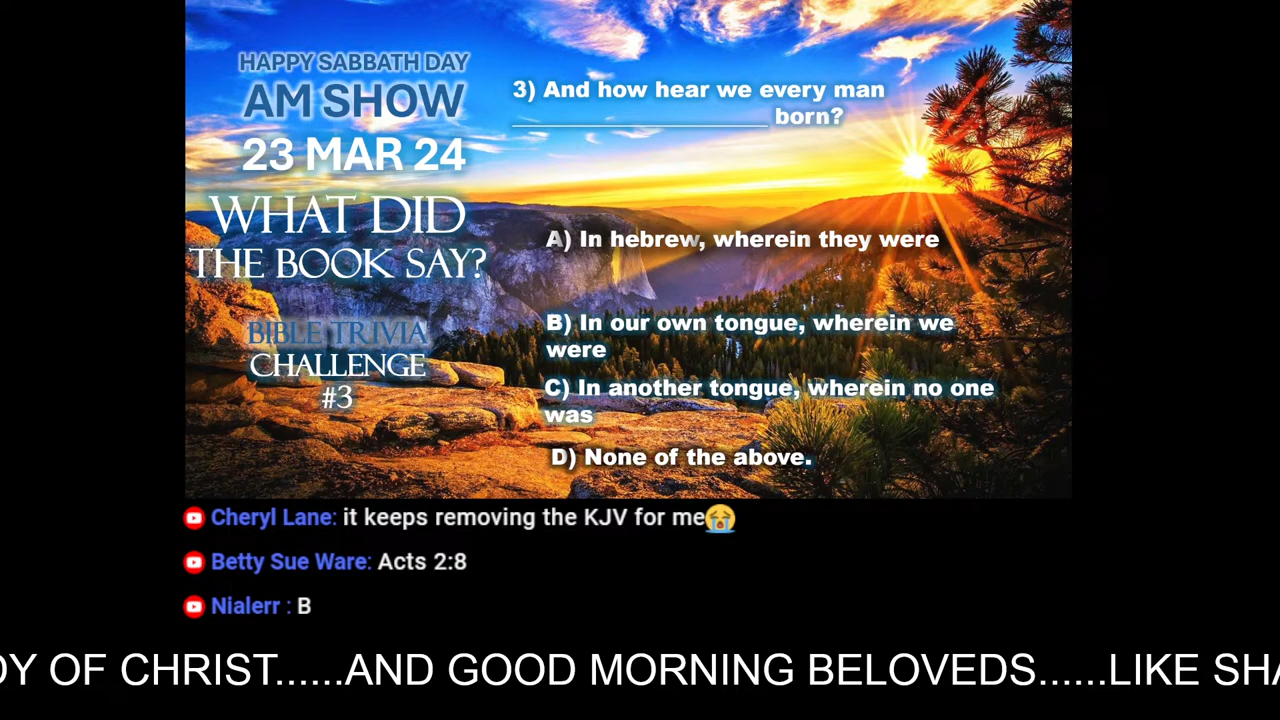 HAPPY SABBATH DAY
AM SHOW
23 MAR 24
WHAT DID
THE BOOK SAY?
BIBLE TRIVIA
CHALLENGE
#3
3) And how hear we every man
____________________ born?
A) In hebrew, wherein they were
B) In our own tongue, wherein we
were
C) In another tongue, wherein no one
was
D) None of the above.
Cheryl Lane: it keeps removing the KJV for me😭
Betty Sue Ware: Acts 2:8
Nialerr : B
DY OF CHRIST......AND GOOD MORNING BELOVEDS......LIKE SHA